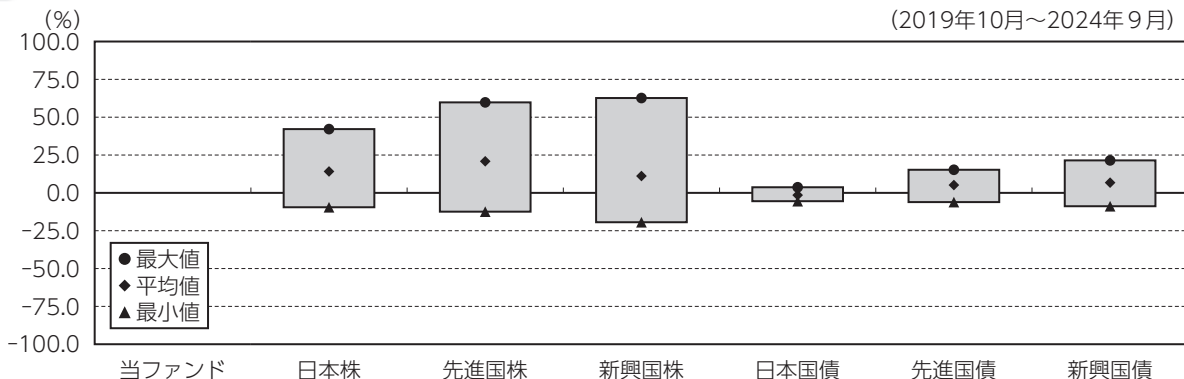 (%)
(2019年10月～2024年９月)
100.0
75.0
50.0
25.0
0.0
-25.0
-50.0
-75.0
-100.0
●最大値
◆平均値
▲最小値
当ファンド 日本株 先進国株 新興国株 日本国債 先進国債 新興国債